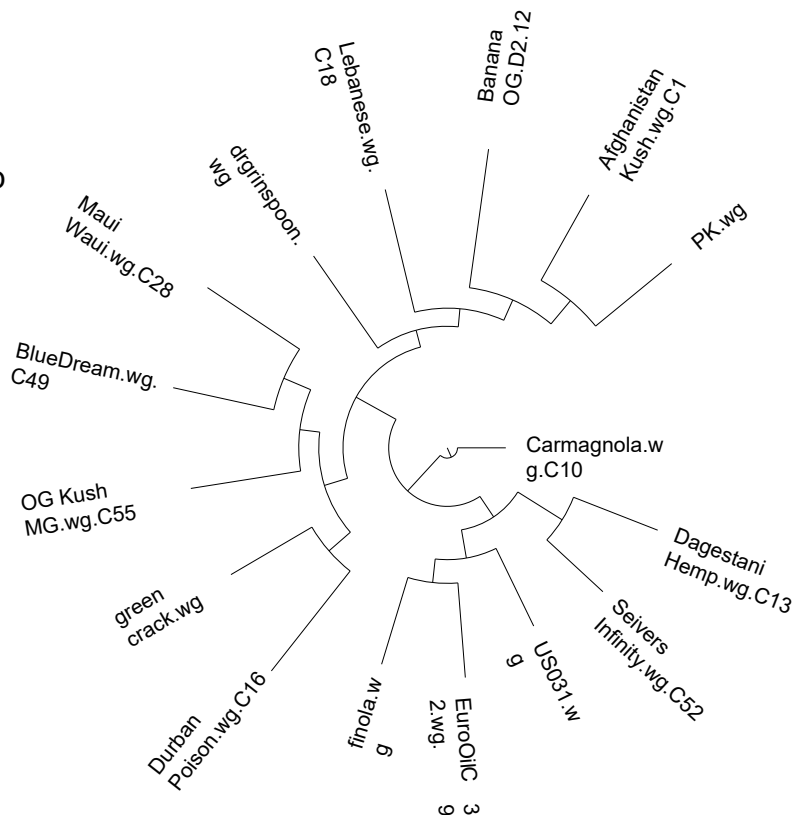 Lebanese.wg.
C18
Banana
OG.D2.12
Afghanistan
Kush.wg.C1
PK.wg
drgrinspoon.
wg
Maui
Waui.wg.C28
BlueDream.wg.
C49
OG Kush
MG.wg.C55
green
crack.wg
Durban
Poison.wg.C16
finola.w
g
EuroOilC
2.wg.
3
9
US031.w
g
Seivers
Infinity.wg.C52
Dagestani
Hemp.wg.C13
Carmagnola.w
g.C10